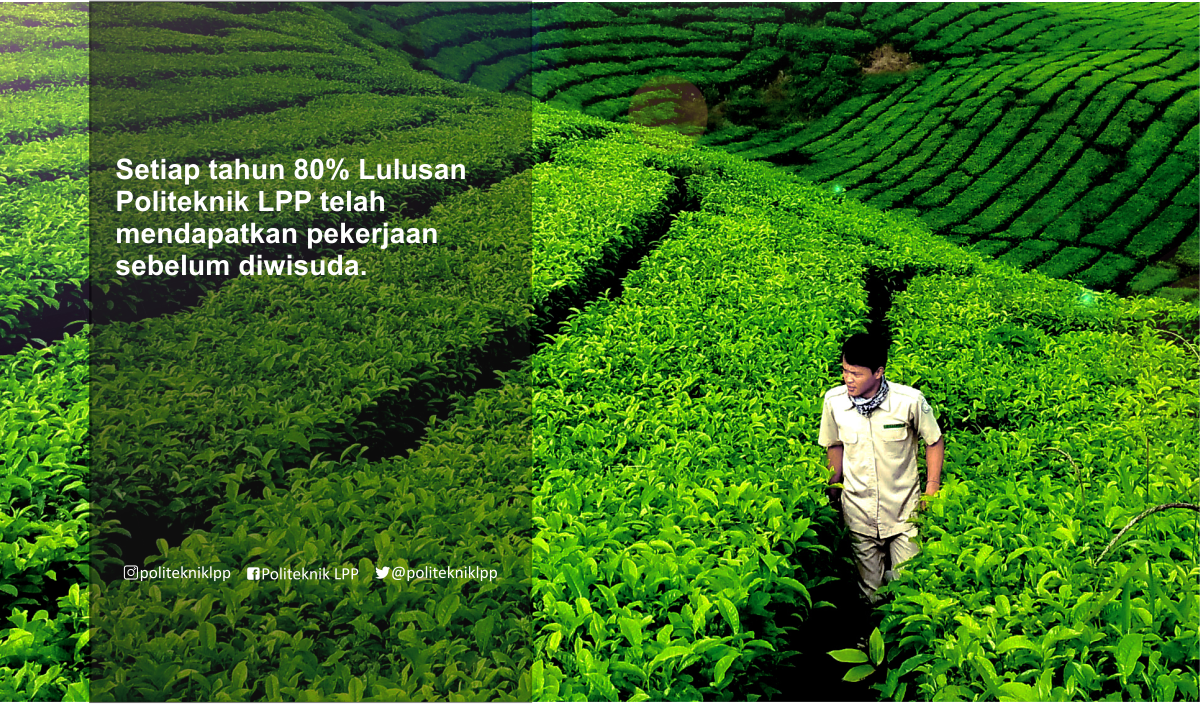 Setiap tahun 80% Lulusan
Politeknik LPP telah
mendapatkan pekerjaan
sebelum diwisuda.
politekniklpp Politeknik LPP @politekniklpp